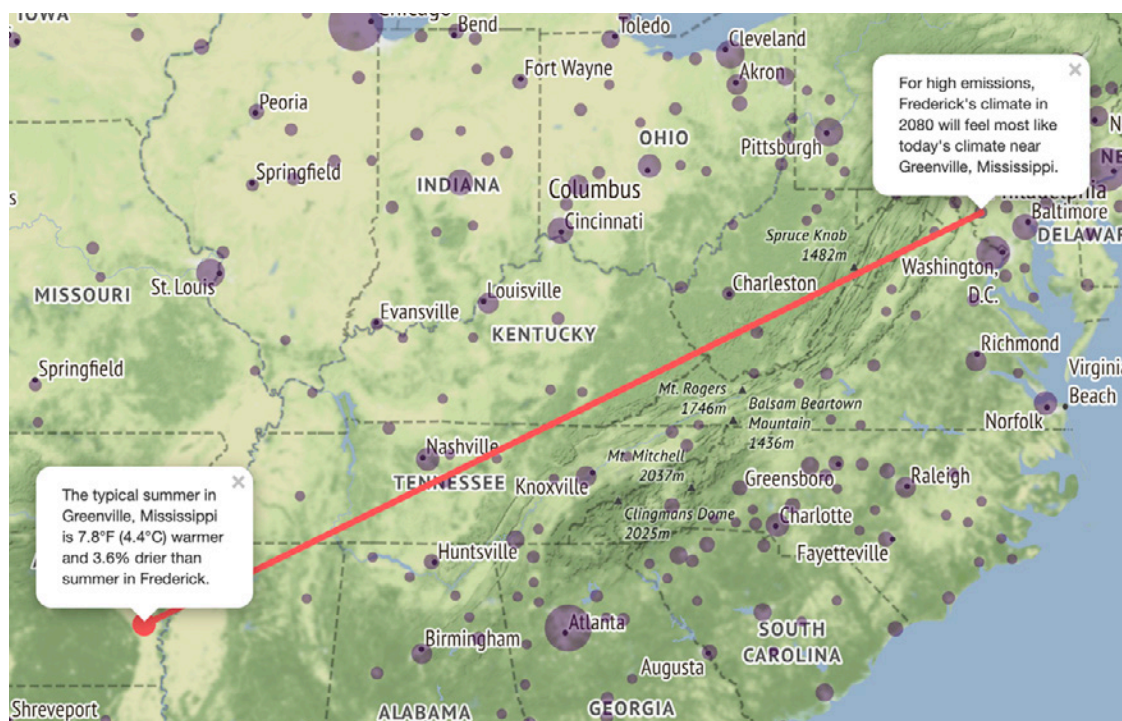 IOWA
Chicago
Bend
Toledo
Cleveland
Fort Wayne
Akron
Peoria
OHIO
Pittsburgh
For high emissions,
Frederick's climate in
2080 will feel most like
today's climate near
Greenville, Mississippi.
Springfield
INDIANA
Columbus
Cincinnati
Philadelphia
Baltimore
DELAWAR
Spruce Knob
1482m
Washington,
D.C.
St. Louis
MISSOURI
Louisville
Charleston
Evansville
KENTUCKY
Richmond
Springfield
Virginia
Beach
Mt. Rogers
1746m
Balsam Beartown
Mountain
1436m
Norfolk
Nashville
TENNESSEE
Mt. Mitchell
2037m
Knoxville
Greensboro
Raleigh
The typical summer in
Greenville, Mississippi
is 7.8°F (4.4°C) warmer
and 3.6% drier than
summer in Frederick.
Clingmans Dome
2025m
Charlotte
Fayetteville
Huntsville
Atlanta
Birmingham
SOUTH
CAROLINA
Augusta
Shreveport
ALABAMA
GEORGIA